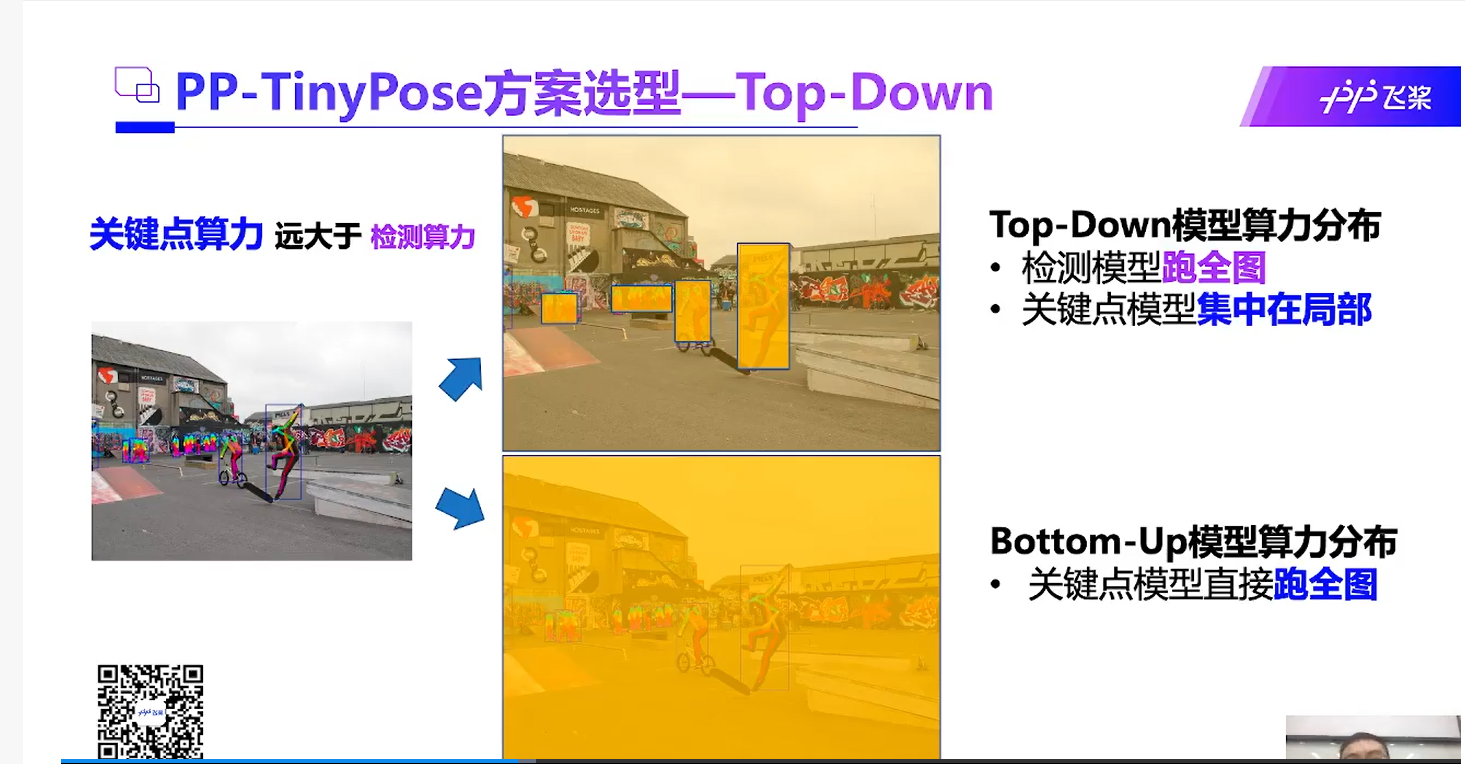 PP-TinyPose方案选型—Top-Down
飞桨
关键点算力 远大于 检测算力
HOSTAGES
Top-Down模型算力分布
• 检测模型跑全图
• 关键点模型集中在局部
Bottom-Up模型算力分布
• 关键点模型直接跑全图